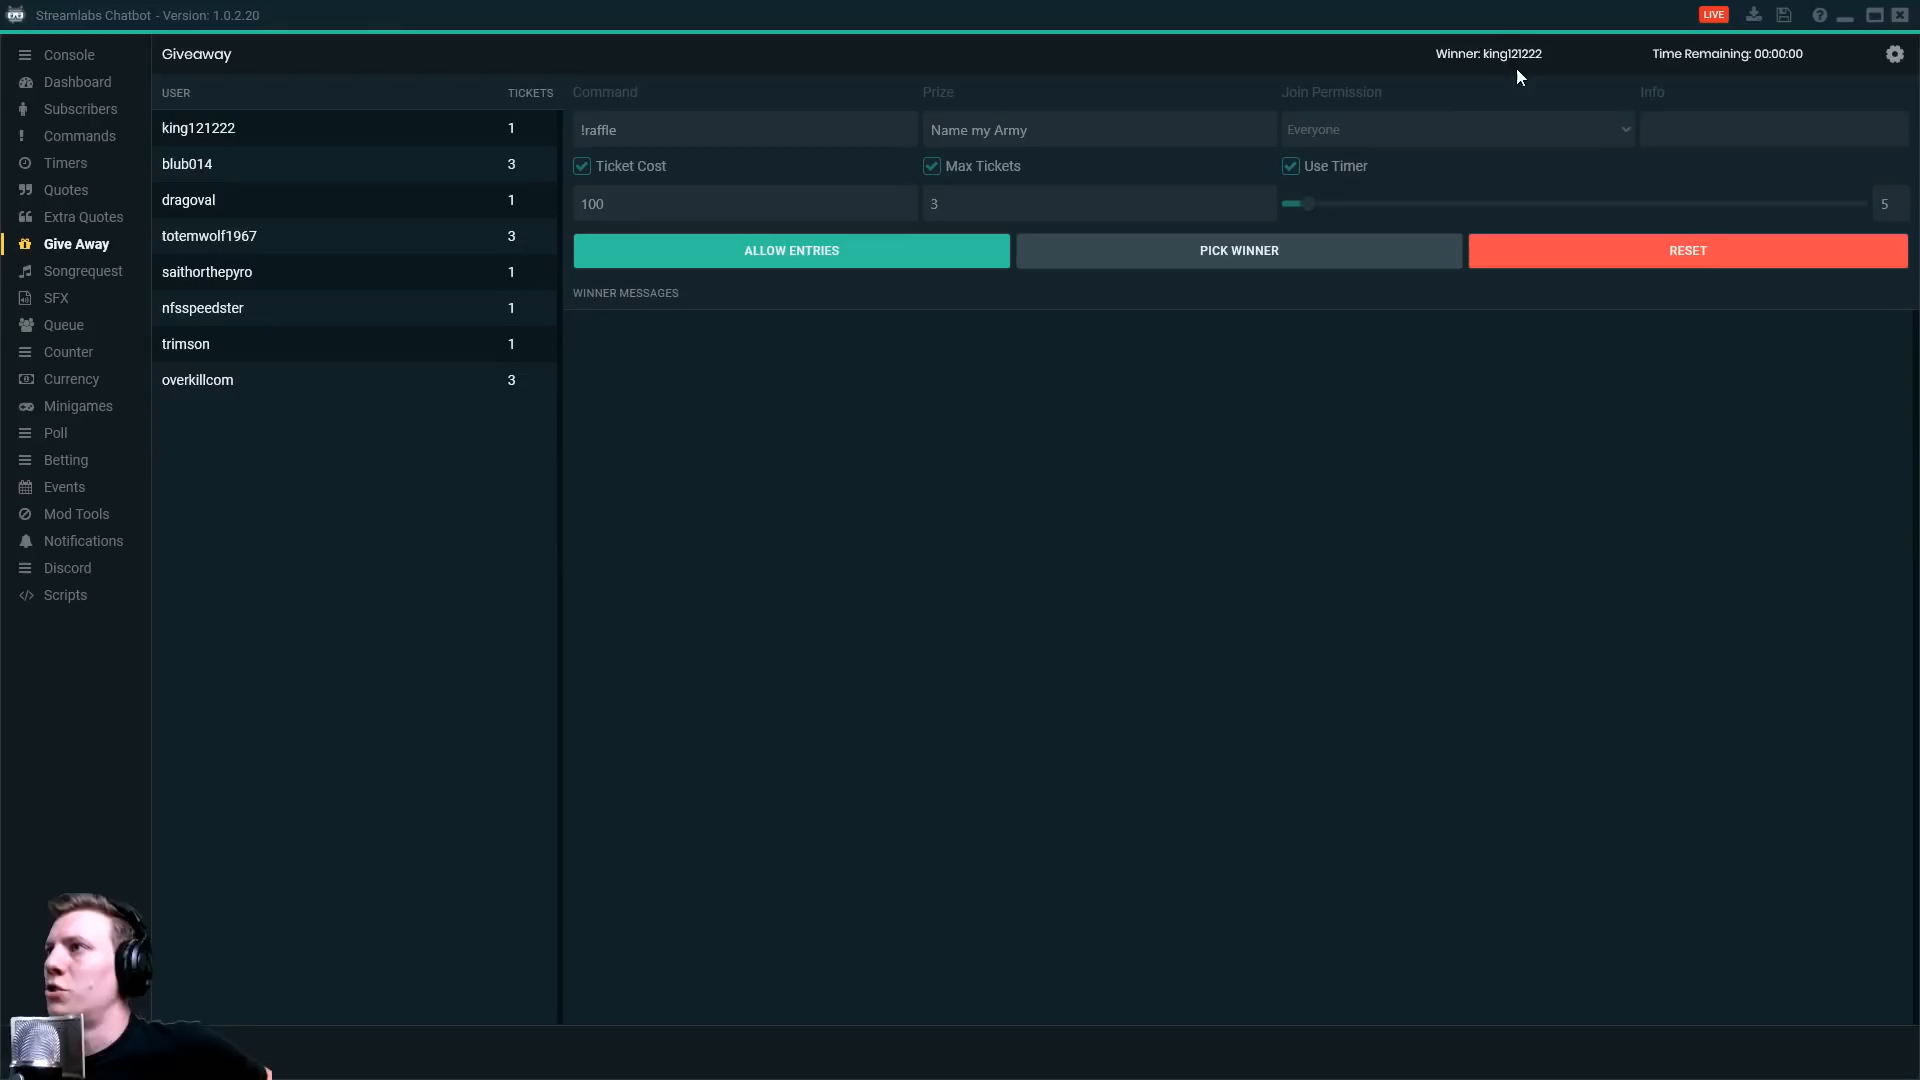 Streamlabs Chatbot - Version: 1.0.2.20
LIVE
Console
Dashboard
Subscribers
Commands
Timers
Quotes
Extra Quotes
Give Away
Songrequest
SFX
Queue
Counter
Currency
Minigames
Poll
Betting
Events
Mod Tools
Notifications
Discord
Scripts
Giveaway
Winner: king121222
Time Remaining: 00:00:00
USER TICKETS
king121222 1
blub014 3
dragoval 1
totemwolf1967 3
saithorthepyro 1
nfsspeedster 1
trimson 1
overkillcom 3
Command Prize Join Permission Info
!raffle Name my Army Everyone
Ticket Cost Max Tickets Use Timer
100 3 5
ALLOW ENTRIES PICK WINNER RESET
WINNER MESSAGES